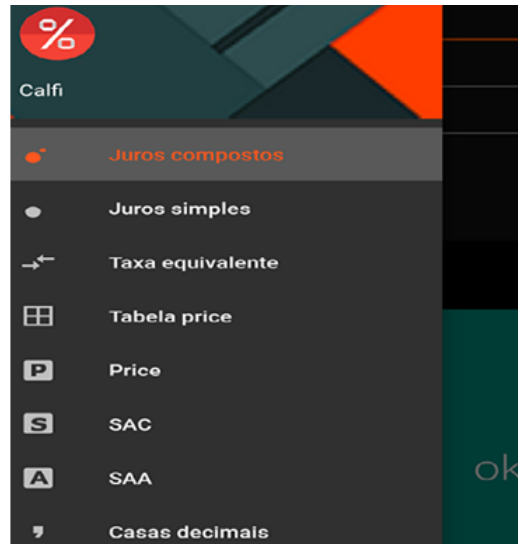 %
Calfi
Juros compostos
Juros simples
Taxa equivalente
Tabela price
P Price
S SAC
A SAA
, Casas decimais
ok